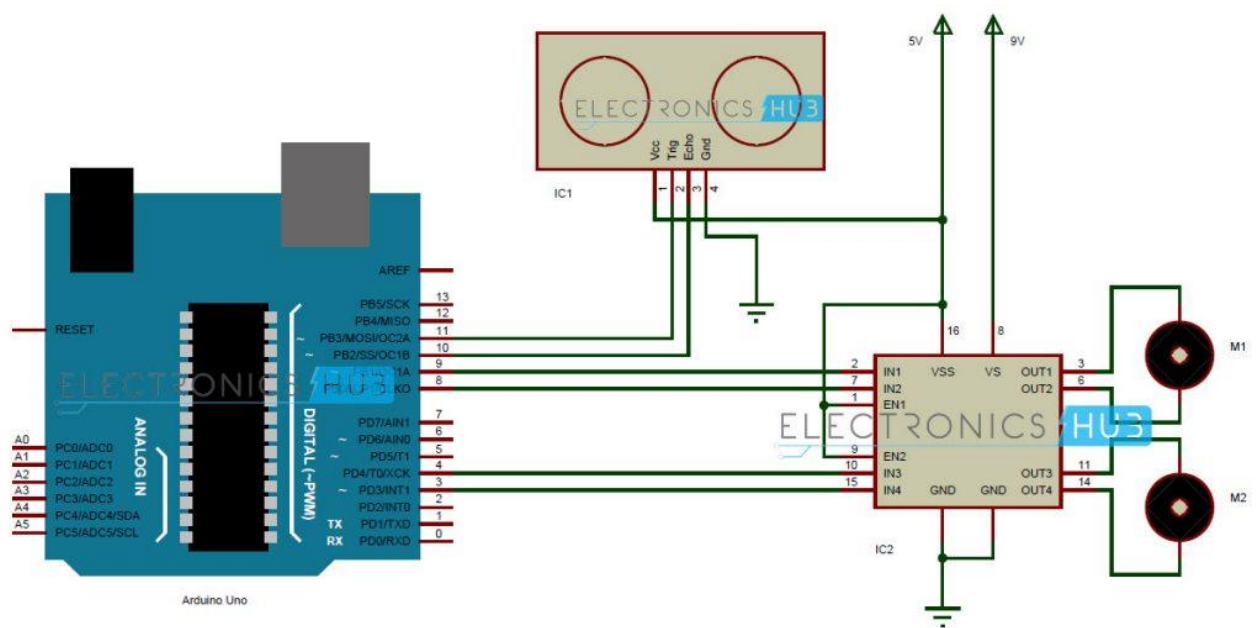 5V
9V
ELECTRONICS HUB
Vcc
Trig
Echo
Gnd
1
2
3
4
IC1
AREF
PB5/SCK
13
PB4/MISO
12
RESET
~ PB3/MOSI/OC2A
11
~ PB2/SS/OC1B
10
9
8
ELECTRONICS HUB
PD7/AIN1
7
~ PD6/AIN0
6
~ PD5/T1
5
PD4/T0/XCK
4
~ PD3/INT1
3
PD2/INT0
2
TX PD1/TXD
1
RX PD0/RXD
0
DIGITAL (~PWM)
ANALOG IN
A0
PC0/ADC0
A1
PC1/ADC1
A2
PC2/ADC2
A3
PC3/ADC3
A4
PC4/ADC4/SDA
A5
PC5/ADC5/SCL
Arduino Uno
16
8
2
IN1
VSS
VS
OUT1
3
7
IN2
OUT2
6
1
EN1
ELECTRONICS HUB
9
EN2
10
IN3
OUT3
11
15
IN4
GND
GND
OUT4
14
IC2
M1
M2